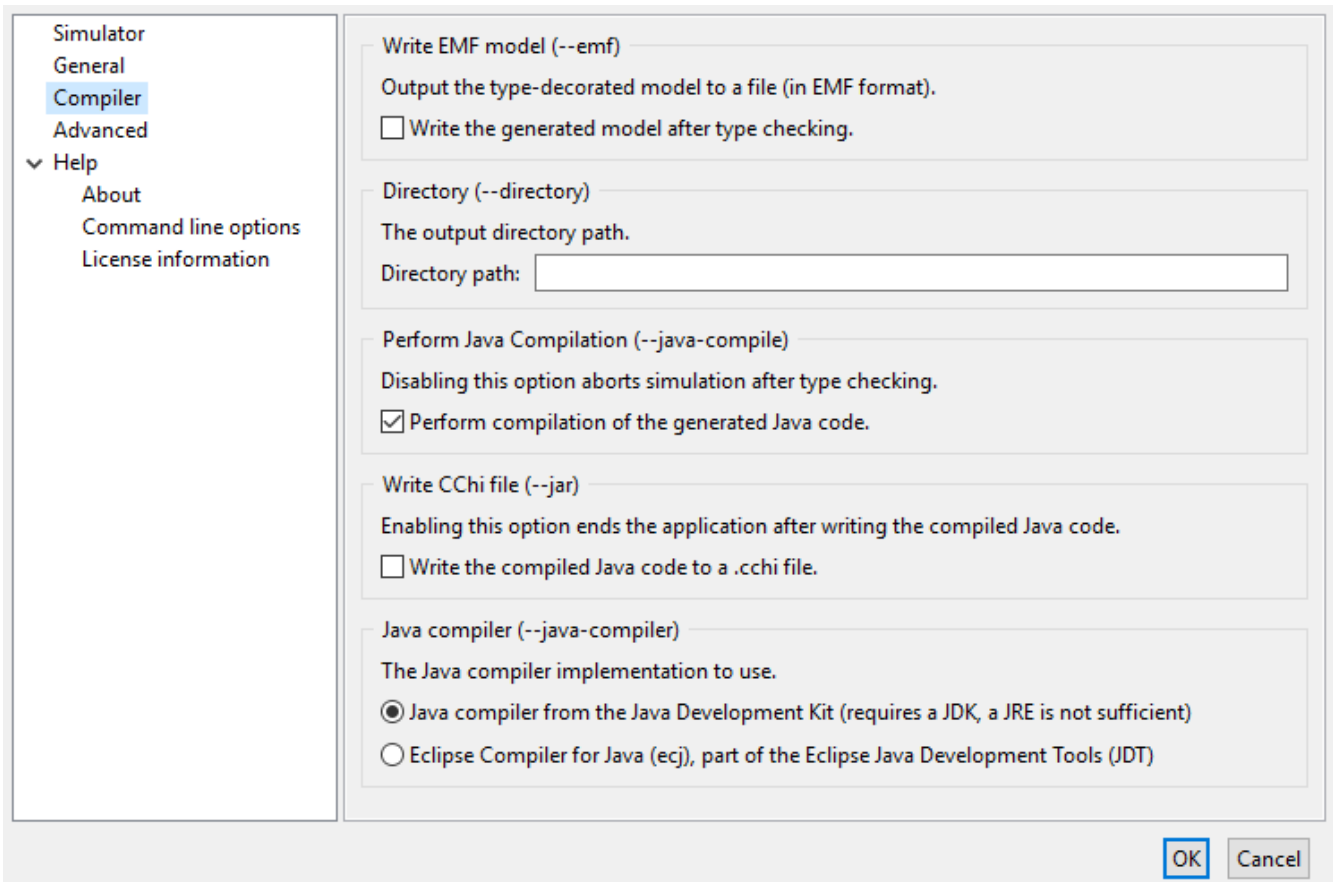 Simulator
General
Compiler
Advanced
Help
About
Command line options
License information
Write EMF model (--emf)
Output the type-decorated model to a file (in EMF format).
Write the generated model after type checking.
Directory (--directory)
The output directory path.
Directory path:
Perform Java Compilation (--java-compile)
Disabling this option aborts simulation after type checking.
Perform compilation of the generated Java code.
Write CChi file (--jar)
Enabling this option ends the application after writing the compiled Java code.
Write the compiled Java code to a .cchi file.
Java compiler (--java-compiler)
The Java compiler implementation to use.
Java compiler from the Java Development Kit (requires a JDK, a JRE is not sufficient)
Eclipse Compiler for Java (ecj), part of the Eclipse Java Development Tools (JDT)
OK
Cancel